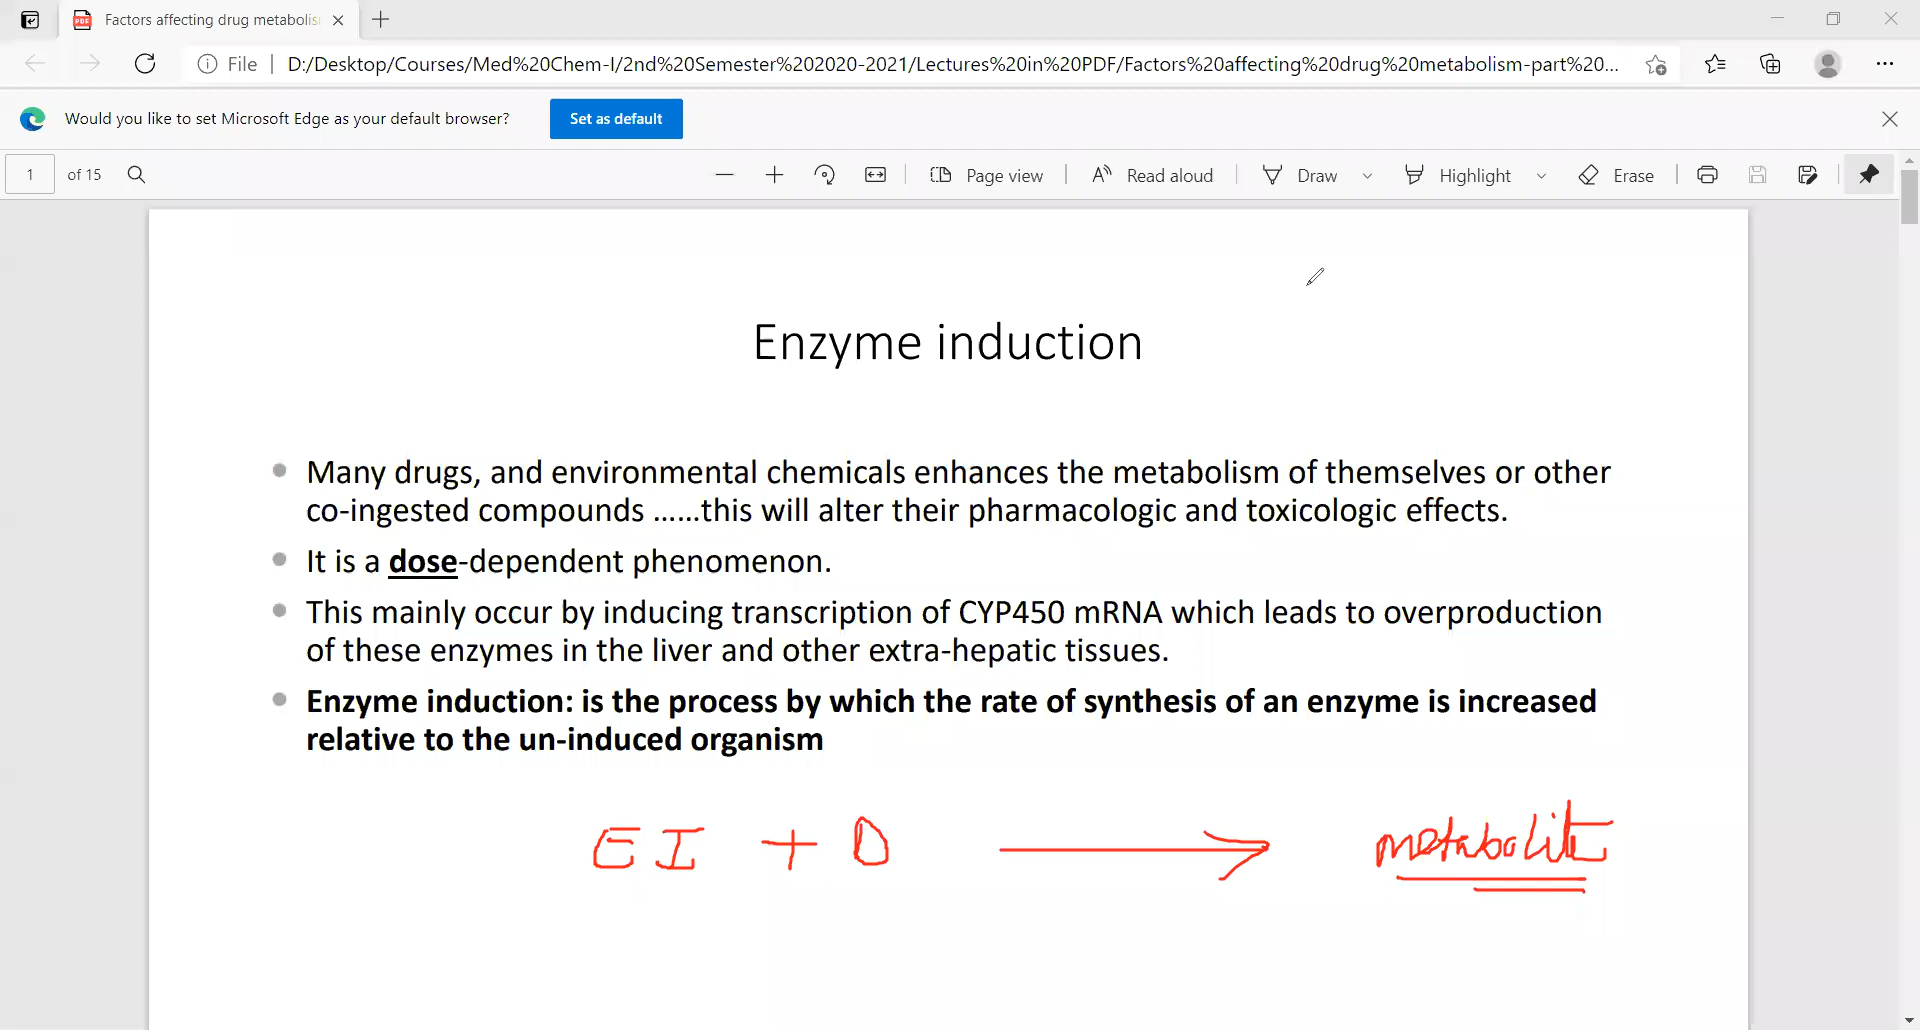 Factors affecting drug metabolis
File
D:/Desktop/Courses/Med%20Chem-I/2nd%20Semester%202020-2021/Lectures%20in%20PDF/Factors%20affecting%20drug%20metabolism-part%20...
Would you like to set Microsoft Edge as your default browser?
Set as default
1 of 15
Page view
Read aloud
Draw
Highlight
Erase
Enzyme induction
Many drugs, and environmental chemicals enhances the metabolism of themselves or other
co-ingested compounds ......this will alter their pharmacologic and toxicologic effects.
It is a dose-dependent phenomenon.
This mainly occur by inducing transcription of CYP450 mRNA which leads to overproduction
of these enzymes in the liver and other extra-hepatic tissues.
Enzyme induction: is the process by which the rate of synthesis of an enzyme is increased
relative to the un-induced organism
EI + D → metabolite